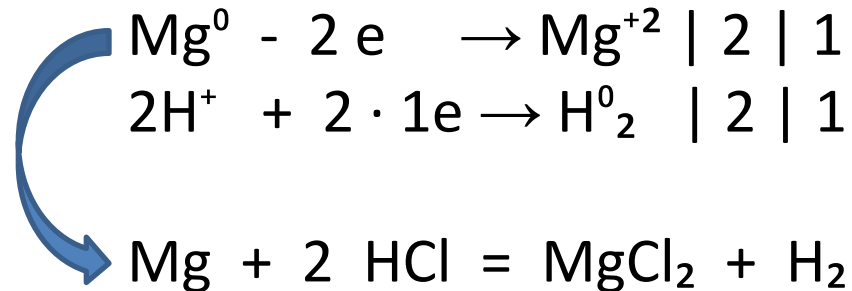 Mg⁰ - 2 e → Mg⁺² | 2 | 1
2H⁺ + 2 · 1e → H⁰₂ | 2 | 1
Mg + 2 HCl = MgCl₂ + H₂